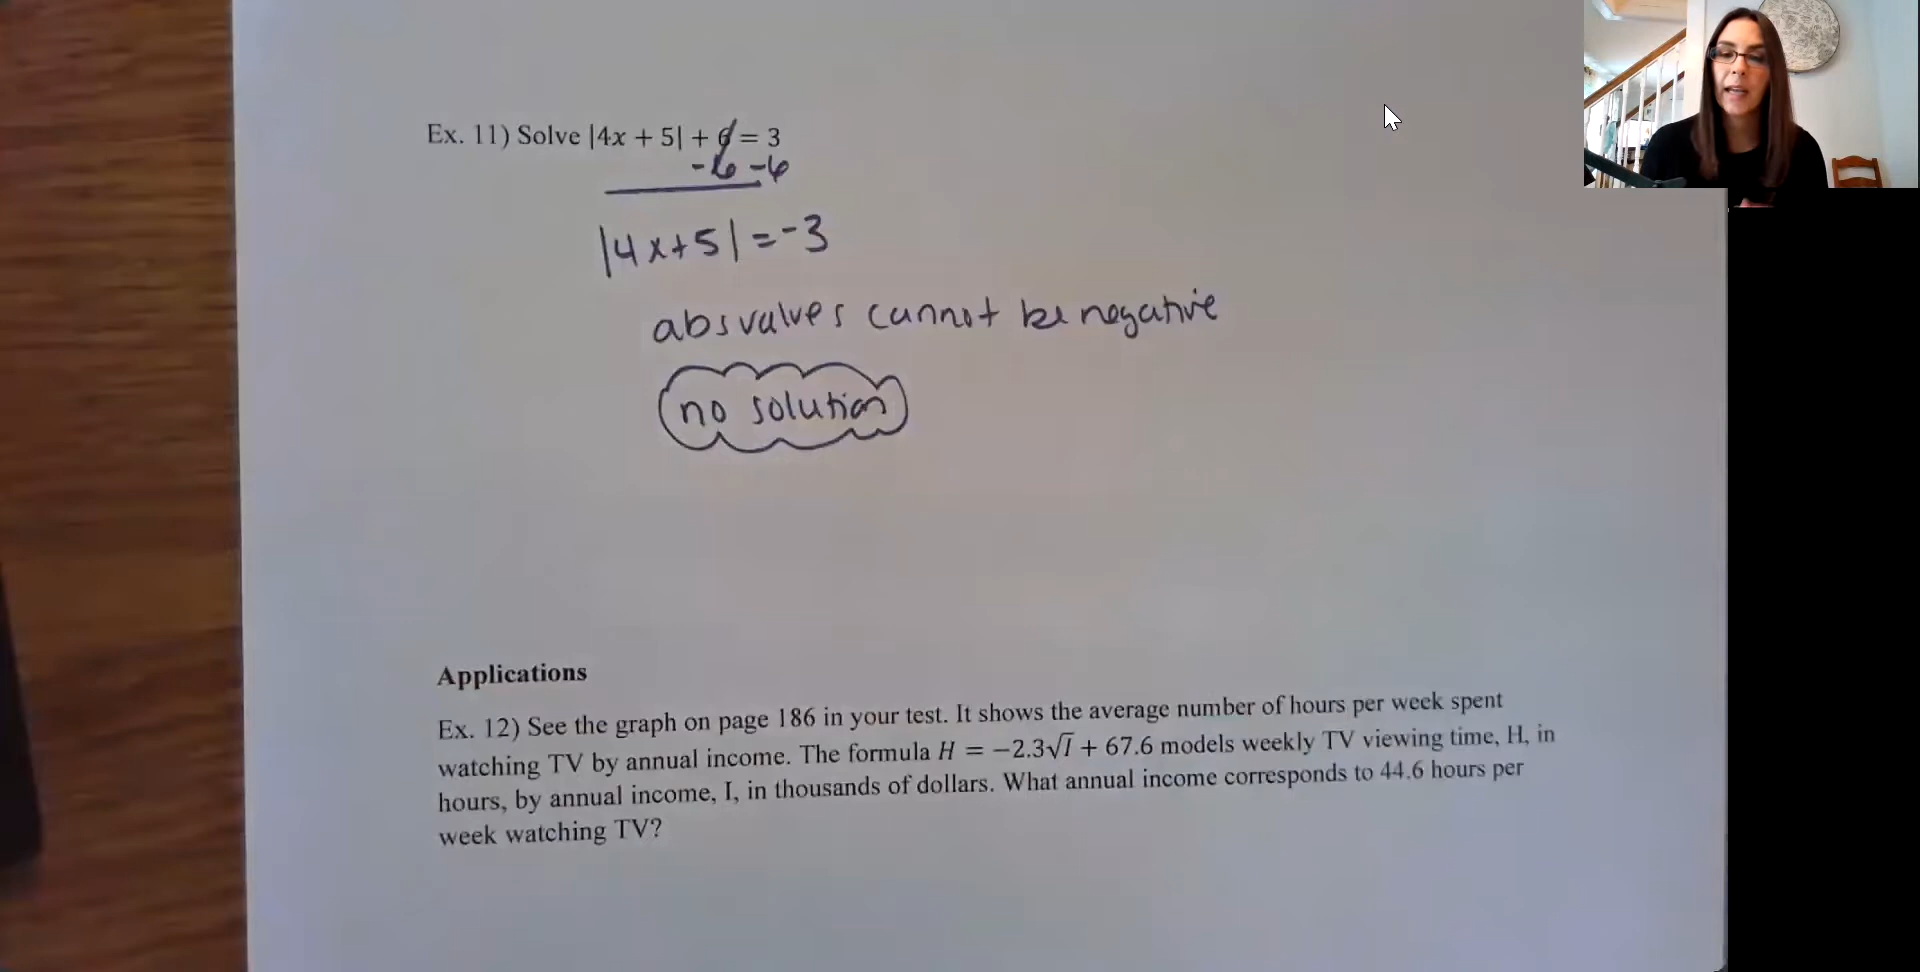 Ex. 11) Solve |4x + 5| + 6 = 3
-6 -6
|4x+5| = -3
abs values cannot be negative
no solution
Applications
Ex. 12) See the graph on page 186 in your test. It shows the average number of hours per week spent
watching TV by annual income. The formula H = −2.3√I + 67.6 models weekly TV viewing time, H, in
hours, by annual income, I, in thousands of dollars. What annual income corresponds to 44.6 hours per
week watching TV?